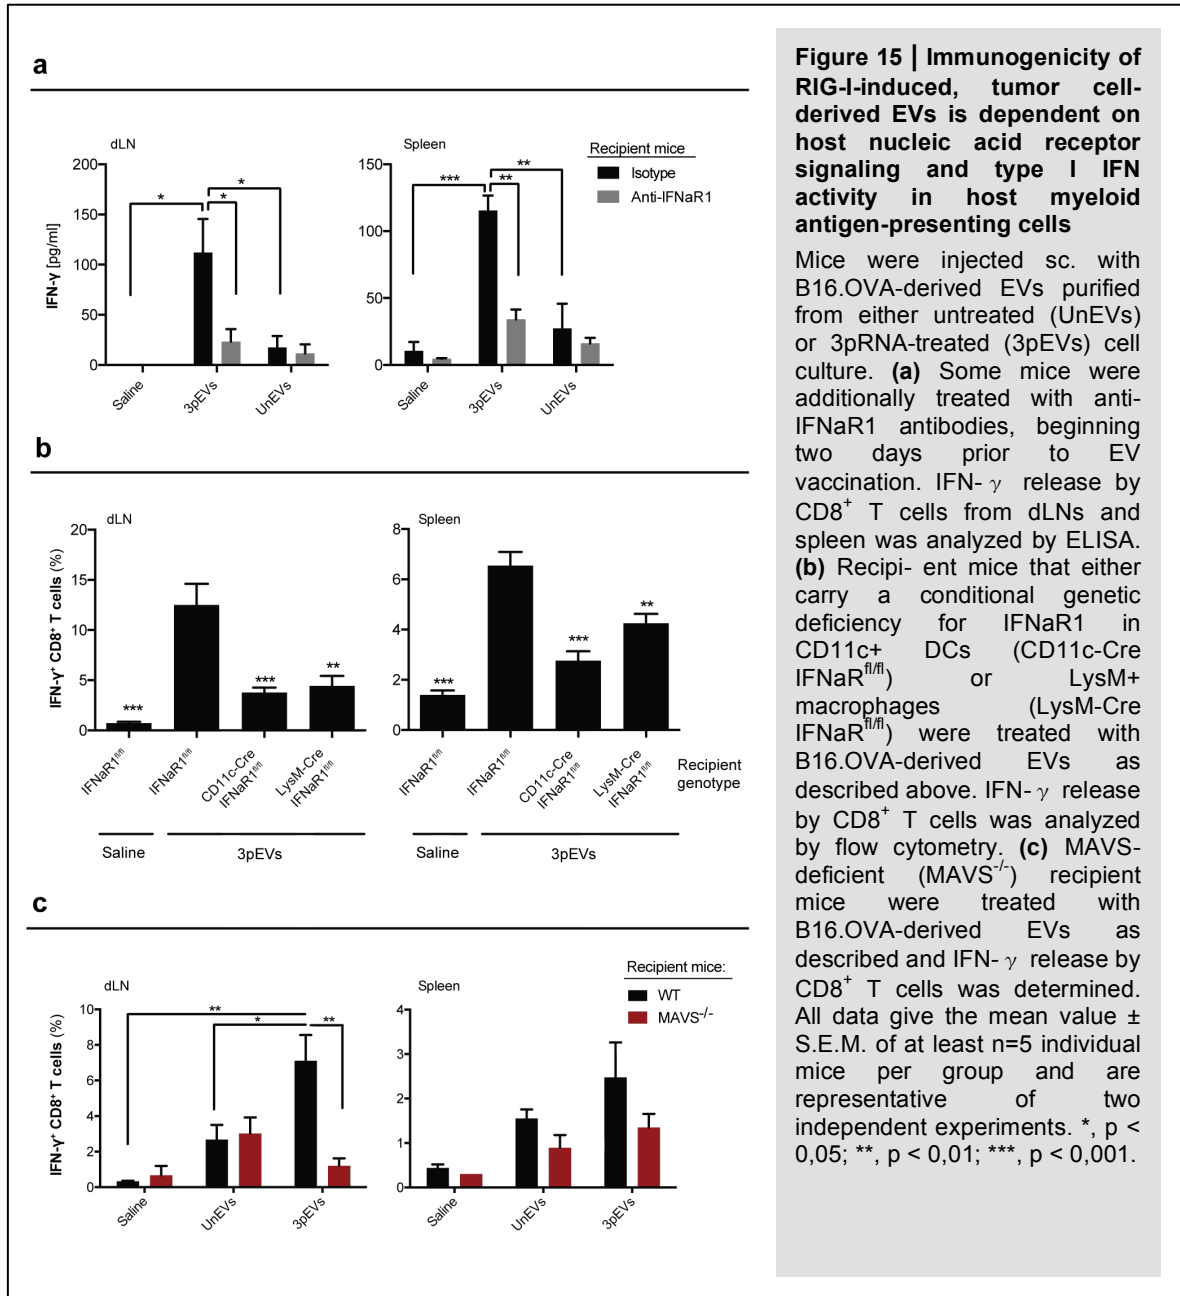 a
dLN
Spleen
Recipient mice
Isotype
Anti-IFNaR1
IFN-γ [pg/ml]
200
150
100
50
0
150
100
50
0
* * *
*** ** **
Saline 3pEVs UnEVs
Saline 3pEVs UnEVs
b
dLN
Spleen
IFN-γ⁺ CD8⁺ T cells (%)
20
15
10
5
0
8
6
4
2
0
*** *** **
*** *** **
IFNaR1fl/fl
IFNaR1fl/fl
CD11c-Cre
IFNaR1fl/fl
LysM-Cre
IFNaR1fl/fl
IFNaR1fl/fl
IFNaR1fl/fl
CD11c-Cre
IFNaR1fl/fl
LysM-Cre
IFNaR1fl/fl
Recipient
genotype
Saline 3pEVs
Saline 3pEVs
c
dLN
Spleen
Recipient mice:
WT
MAVS-/-
IFN-γ⁺ CD8⁺ T cells (%)
10
8
6
4
2
0
4
3
2
1
0
** * **
Saline UnEVs 3pEVs
Saline UnEVs 3pEVs
Figure 15 | Immunogenicity of
RIG-I-induced, tumor cell-
derived EVs is dependent on
host nucleic acid receptor
signaling and type I IFN
activity in host myeloid
antigen-presenting cells
Mice were injected sc. with
B16.OVA-derived EVs purified
from either untreated (UnEVs)
or 3pRNA-treated (3pEVs) cell
culture. (a) Some mice were
additionally treated with anti-
IFNaR1 antibodies, beginning
two days prior to EV
vaccination. IFN- γ release by
CD8⁺ T cells from dLNs and
spleen was analyzed by ELISA.
(b) Recipi- ent mice that either
carry a conditional genetic
deficiency for IFNaR1 in
CD11c+ DCs (CD11c-Cre
IFNaRfl/fl) or LysM+
macrophages (LysM-Cre
IFNaRfl/fl) were treated with
B16.OVA-derived EVs as
described above. IFN- γ release
by CD8⁺ T cells was analyzed
by flow cytometry. (c) MAVS-
deficient (MAVS-/-) recipient
mice were treated with
B16.OVA-derived EVs as
described and IFN- γ release by
CD8⁺ T cells was determined.
All data give the mean value ±
S.E.M. of at least n=5 individual
mice per group and are
representative of two
independent experiments. *, p <
0,05; **, p < 0,01; ***, p < 0,001.